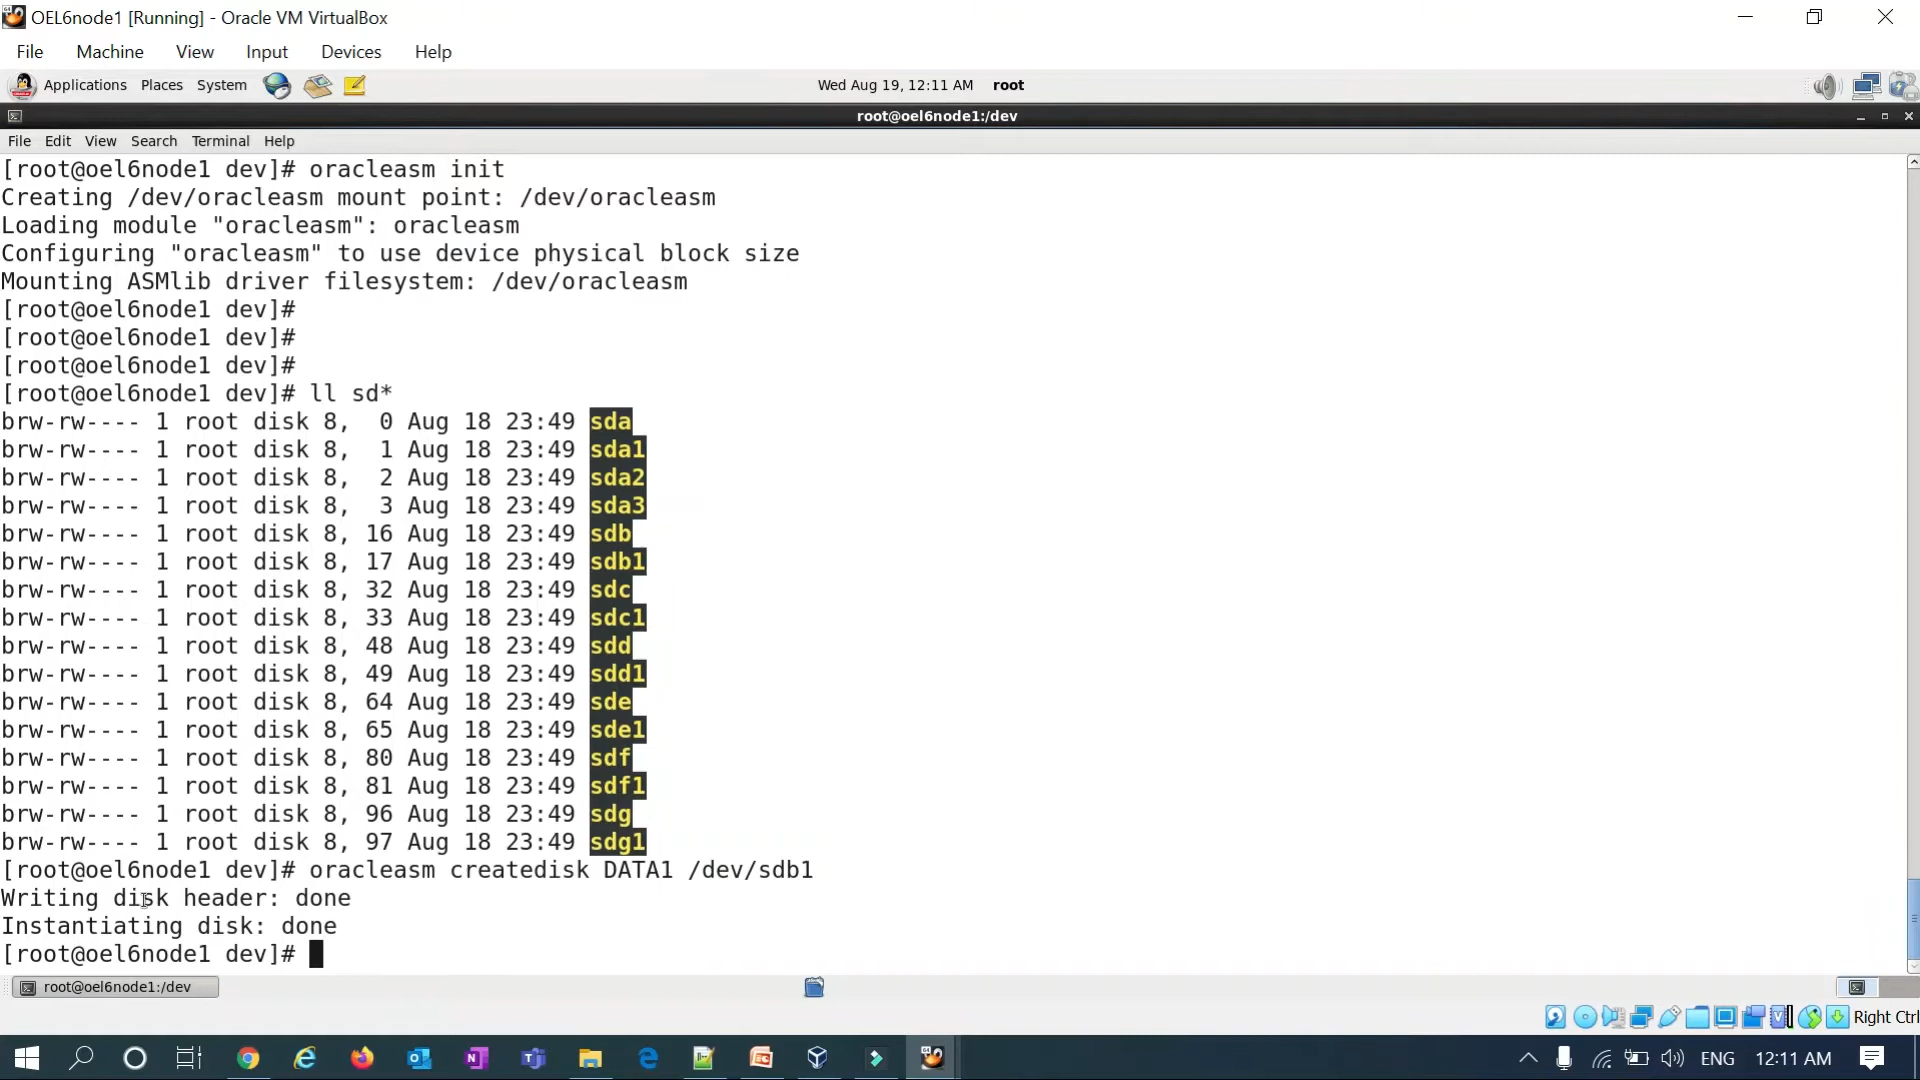 OEL6node1 [Running] - Oracle VM VirtualBox
File Machine View Input Devices Help
Applications Places System Wed Aug 19, 12:11 AM root
root@oel6node1:/dev
File Edit View Search Terminal Help
[root@oel6node1 dev]# oracleasm init
Creating /dev/oracleasm mount point: /dev/oracleasm
Loading module "oracleasm": oracleasm
Configuring "oracleasm" to use device physical block size
Mounting ASMlib driver filesystem: /dev/oracleasm
[root@oel6node1 dev]#
[root@oel6node1 dev]#
[root@oel6node1 dev]#
[root@oel6node1 dev]# ll sd*
brw-rw---- 1 root disk 8,  0 Aug 18 23:49 sda
brw-rw---- 1 root disk 8,  1 Aug 18 23:49 sda1
brw-rw---- 1 root disk 8,  2 Aug 18 23:49 sda2
brw-rw---- 1 root disk 8,  3 Aug 18 23:49 sda3
brw-rw---- 1 root disk 8, 16 Aug 18 23:49 sdb
brw-rw---- 1 root disk 8, 17 Aug 18 23:49 sdb1
brw-rw---- 1 root disk 8, 32 Aug 18 23:49 sdc
brw-rw---- 1 root disk 8, 33 Aug 18 23:49 sdc1
brw-rw---- 1 root disk 8, 48 Aug 18 23:49 sdd
brw-rw---- 1 root disk 8, 49 Aug 18 23:49 sdd1
brw-rw---- 1 root disk 8, 64 Aug 18 23:49 sde
brw-rw---- 1 root disk 8, 65 Aug 18 23:49 sde1
brw-rw---- 1 root disk 8, 80 Aug 18 23:49 sdf
brw-rw---- 1 root disk 8, 81 Aug 18 23:49 sdf1
brw-rw---- 1 root disk 8, 96 Aug 18 23:49 sdg
brw-rw---- 1 root disk 8, 97 Aug 18 23:49 sdg1
[root@oel6node1 dev]# oracleasm createdisk DATA1 /dev/sdb1
Writing disk header: done
Instantiating disk: done
[root@oel6node1 dev]#
root@oel6node1:/dev
Right Ctrl
ENG 12:11 AM